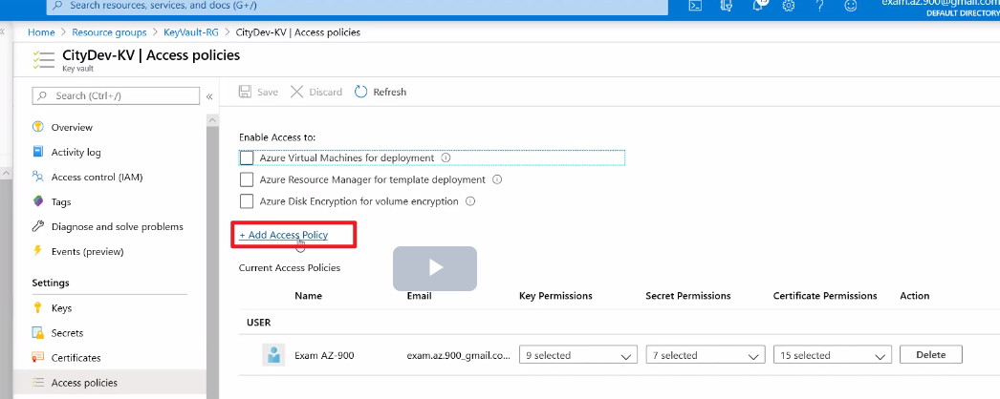 Search resources, services, and docs (G+/)
exam.az.900@gmail.com
DEFAULT DIRECTORY
Home > Resource groups > KeyVault-RG > CityDev-KV | Access policies
CityDev-KV | Access policies
Key vault
Search (Ctrl+/)
Save Discard Refresh
Overview
Activity log
Access control (IAM)
Tags
Diagnose and solve problems
Events (preview)
Settings
Keys
Secrets
Certificates
Access policies
Enable Access to:
Azure Virtual Machines for deployment
Azure Resource Manager for template deployment
Azure Disk Encryption for volume encryption
+ Add Access Policy
Current Access Policies
Name Email Key Permissions Secret Permissions Certificate Permissions Action
USER
Exam AZ-900 exam.az.900_gmail.co... 9 selected 7 selected 15 selected Delete